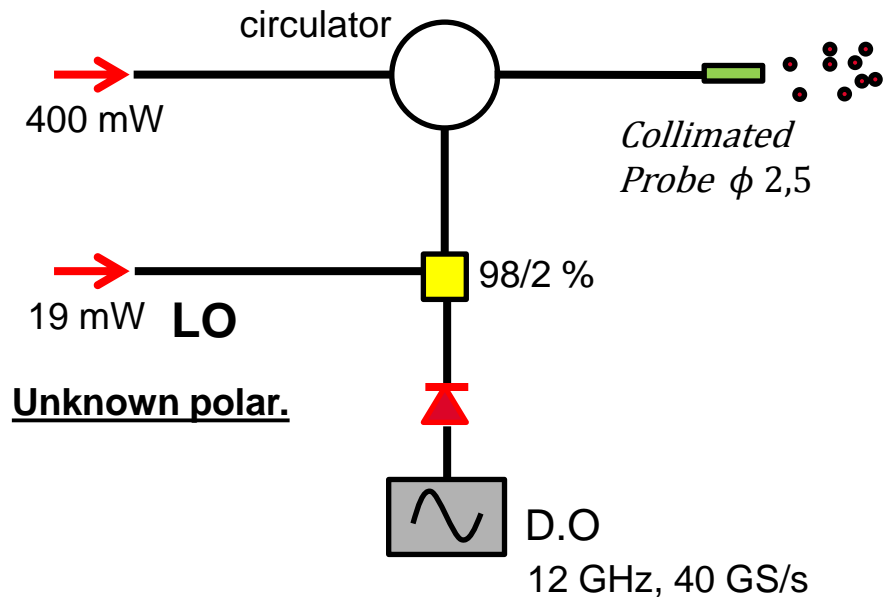 circulator
400 mW
Collimated
Probe ϕ 2,5
98/2 %
19 mW LO
Unknown polar.
D.O
12 GHz, 40 GS/s